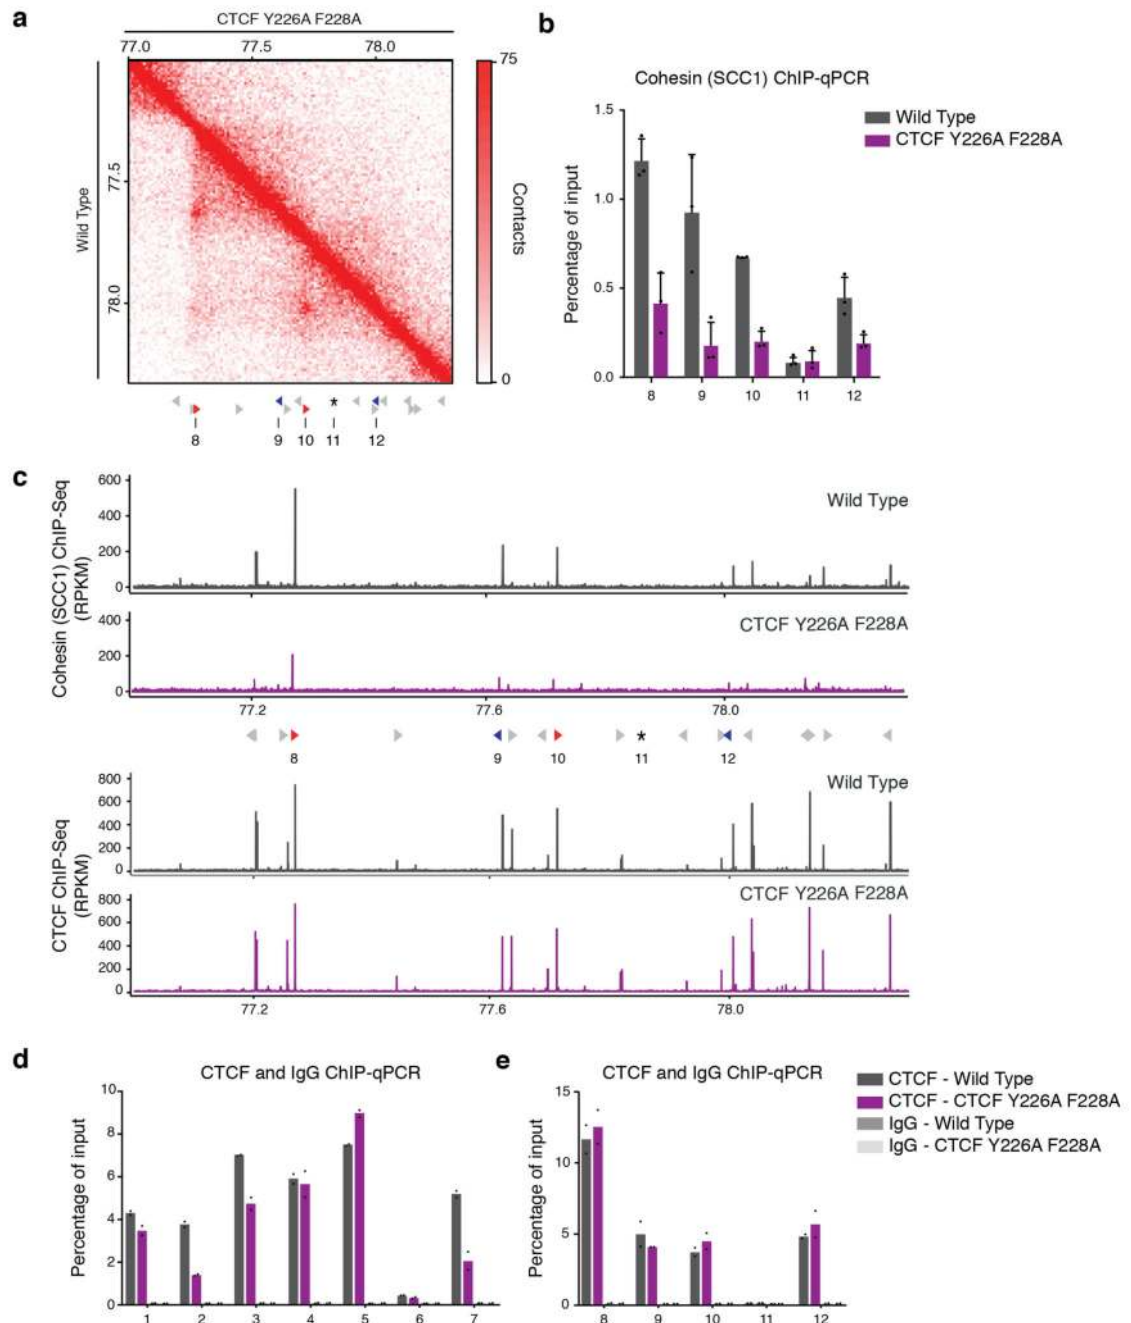 a
CTCF Y226A F228A
77.0 77.5 78.0
Wild Type
77.5
78.0
75
Contacts
0
*
8 9 10 11 12
b
Cohesin (SCC1) ChIP-qPCR
Wild Type
CTCF Y226A F228A
Percentage of input
1.5
1.0
0.5
0.0
8 9 10 11 12
c
Cohesin (SCC1) ChIP-Seq
(RPKM)
600
400
200
0
Wild Type
400
200
0
CTCF Y226A F228A
77.2 77.6 78.0
*
8 9 10 11 12
CTCF ChIP-Seq
(RPKM)
800
600
400
200
0
Wild Type
800
600
400
200
0
CTCF Y226A F228A
77.2 77.6 78.0
d
CTCF and IgG ChIP-qPCR
Percentage of input
10
8
6
4
2
0
1 2 3 4 5 6 7
e
CTCF and IgG ChIP-qPCR
Percentage of input
15
10
5
0
8 9 10 11 12
CTCF - Wild Type
CTCF - CTCF Y226A F228A
IgG - Wild Type
IgG - CTCF Y226A F228A